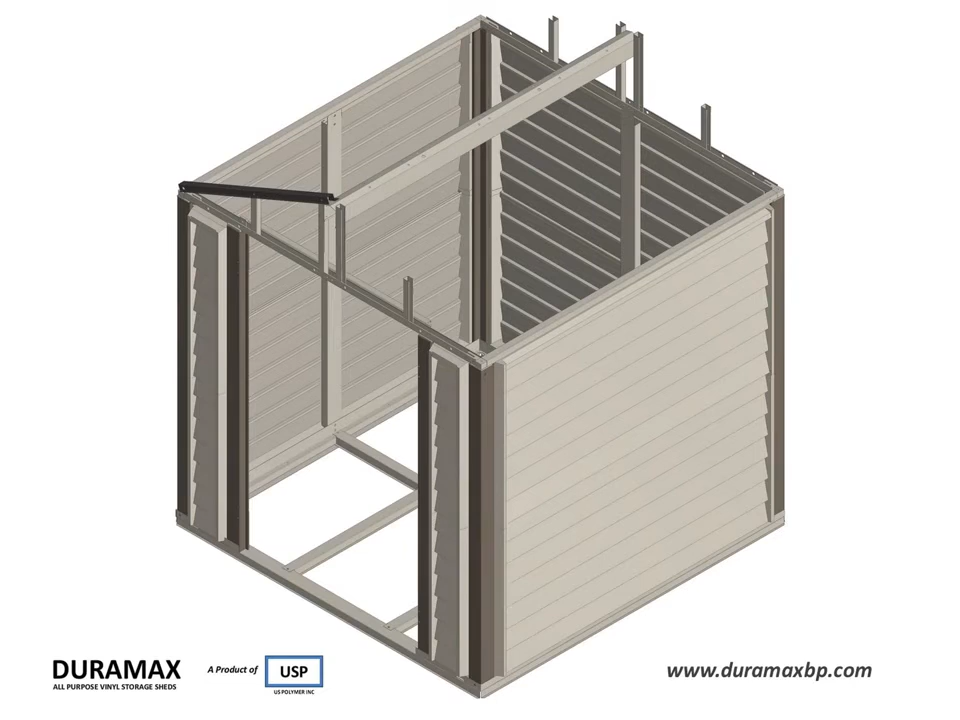 DURAMAX
ALL PURPOSE VINYL STORAGE SHEDS
A Product of
USP
US POLYMER INC
www.duramaxbp.com